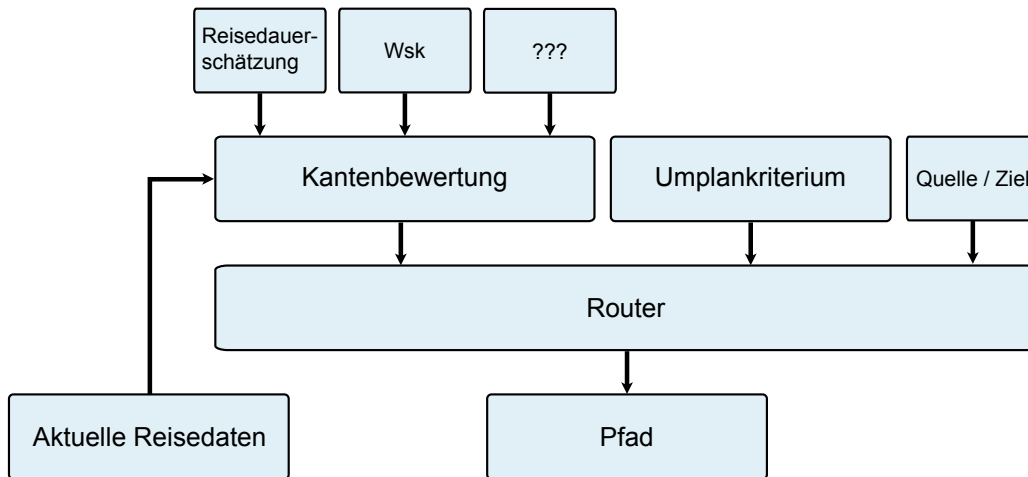 Reisedauer-
schätzung
Wsk
???
Kantenbewertung
Umplankriterium
Quelle / Ziel
Router
Aktuelle Reisedaten
Pfad